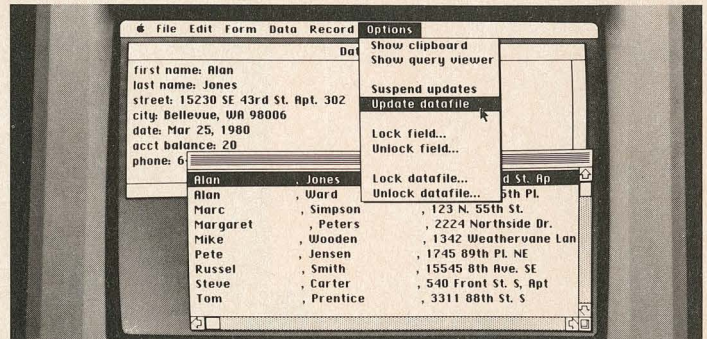 File Edit Form Data Record Options
Dat
first name: Alan
last name: Jones
street: 15230 SE 43rd St. Apt. 302
city: Bellevue, WA 98006
date: Mar 25, 1980
acct balance: 20
phone: 6
Show clipboard
Show query viewer
Suspend updates
Update datafile
Lock field...
Unlock field...
Lock datafile...
Unlock datafile...
Alan , Jones d St. Ap
Alan , Ward 5th Pl.
Marc , Simpson , 123 N. 55th St.
Margaret , Peters , 2224 Northside Dr.
Mike , Wooden , 1342 Weathervane Lan
Pete , Jensen , 1745 89th Pl. NE
Russel , Smith , 15545 8th Ave. SE
Steve , Carter , 540 Front St. S, Apt
Tom , Prentice , 3311 88th St. S